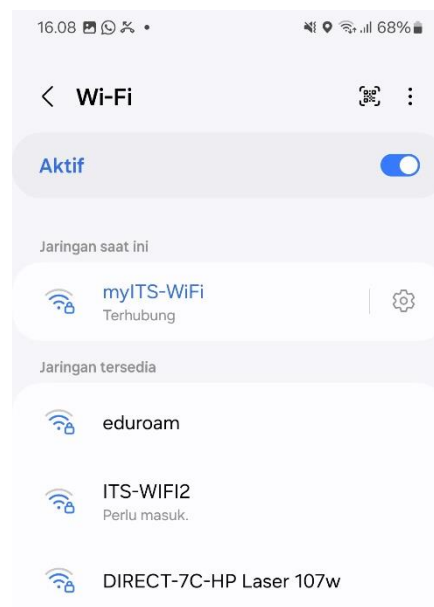 16.08 68%
Wi-Fi
Aktif
Jaringan saat ini
myITS-WiFi
Terhubung
Jaringan tersedia
eduroam
ITS-WIFI2
Perlu masuk.
DIRECT-7C-HP Laser 107w